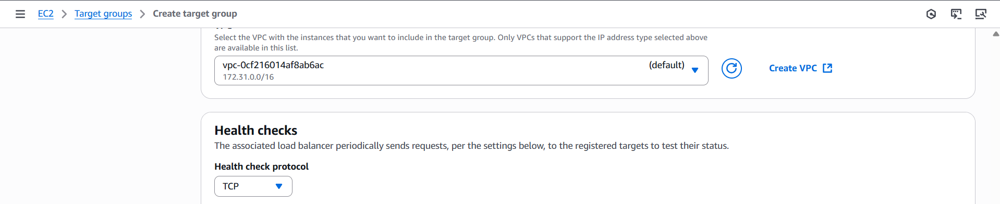 EC2 > Target groups > Create target group
Select the VPC with the instances that you want to include in the target group. Only VPCs that support the IP address type selected above
are available in this list.
vpc-0cf216014af8ab6ac (default)
172.31.0.0/16
Create VPC
Health checks
The associated load balancer periodically sends requests, per the settings below, to the registered targets to test their status.
Health check protocol
TCP